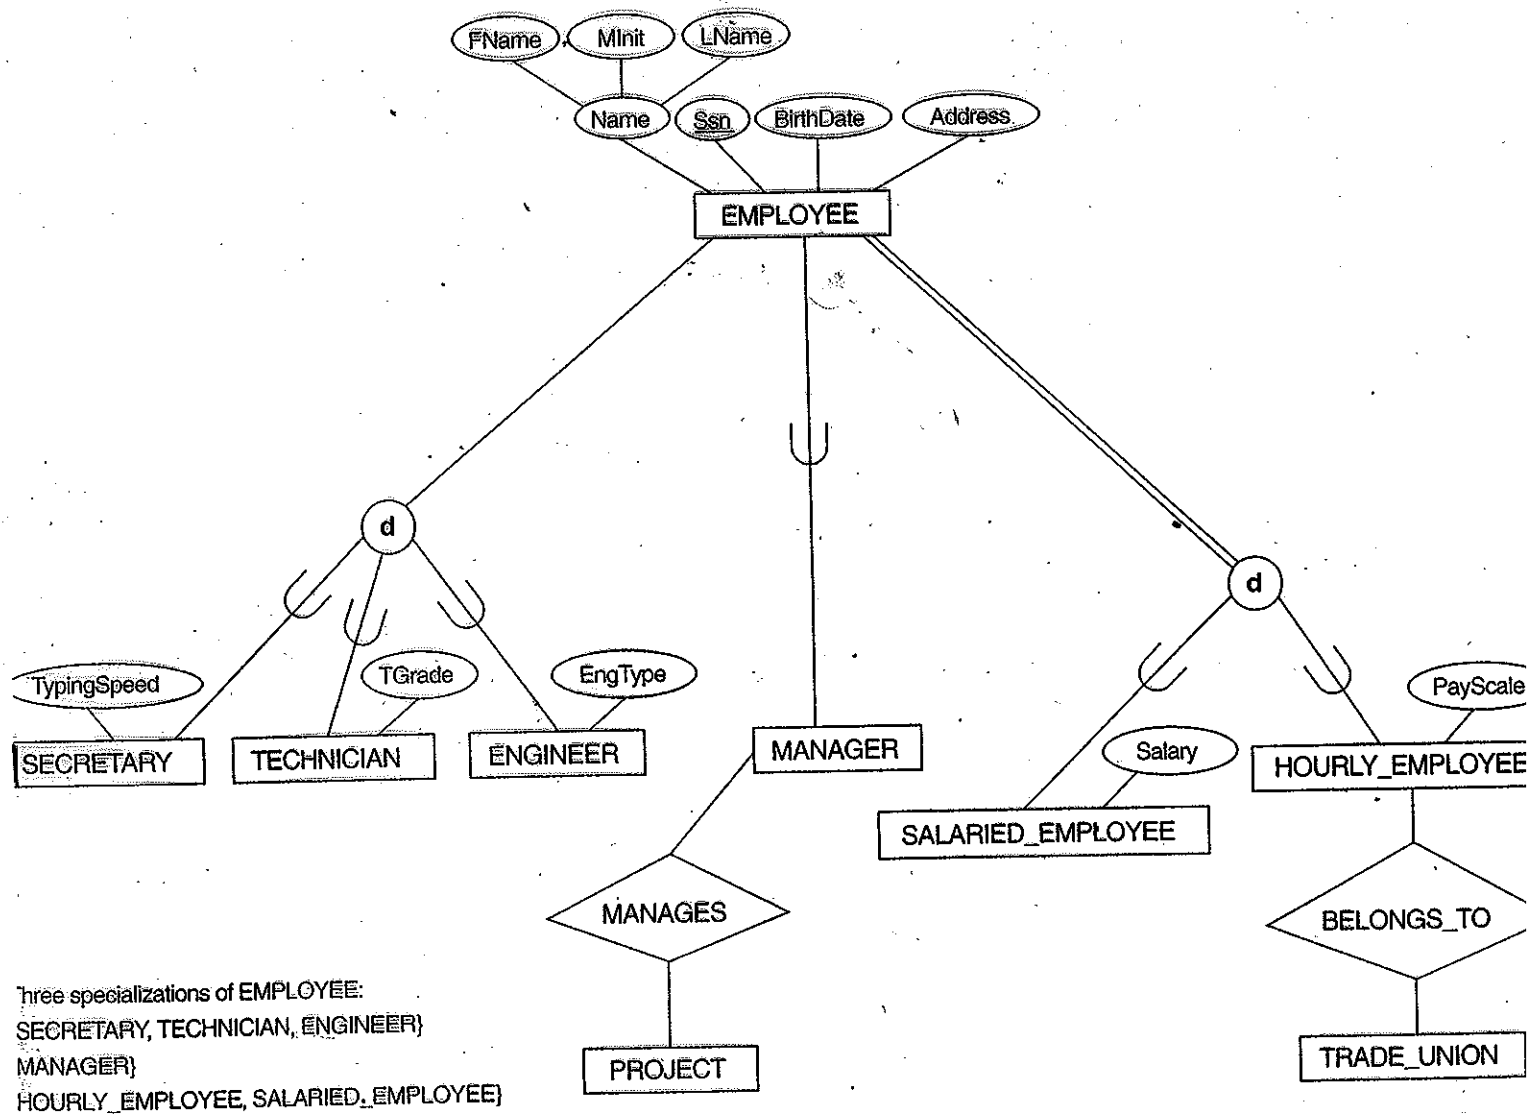 FName
MInit
LName
Name
Ssn
BirthDate
Address
EMPLOYEE
d
d
TypingSpeed
TGrade
EngType
PayScale
SECRETARY
TECHNICIAN
ENGINEER
MANAGER
Salary
HOURLY_EMPLOYEE
SALARIED_EMPLOYEE
MANAGES
BELONGS_TO
hree specializations of EMPLOYEE:
SECRETARY, TECHNICIAN, ENGINEER}
MANAGER}
HOURLY_EMPLOYEE, SALARIED_EMPLOYEE}
PROJECT
TRADE_UNION